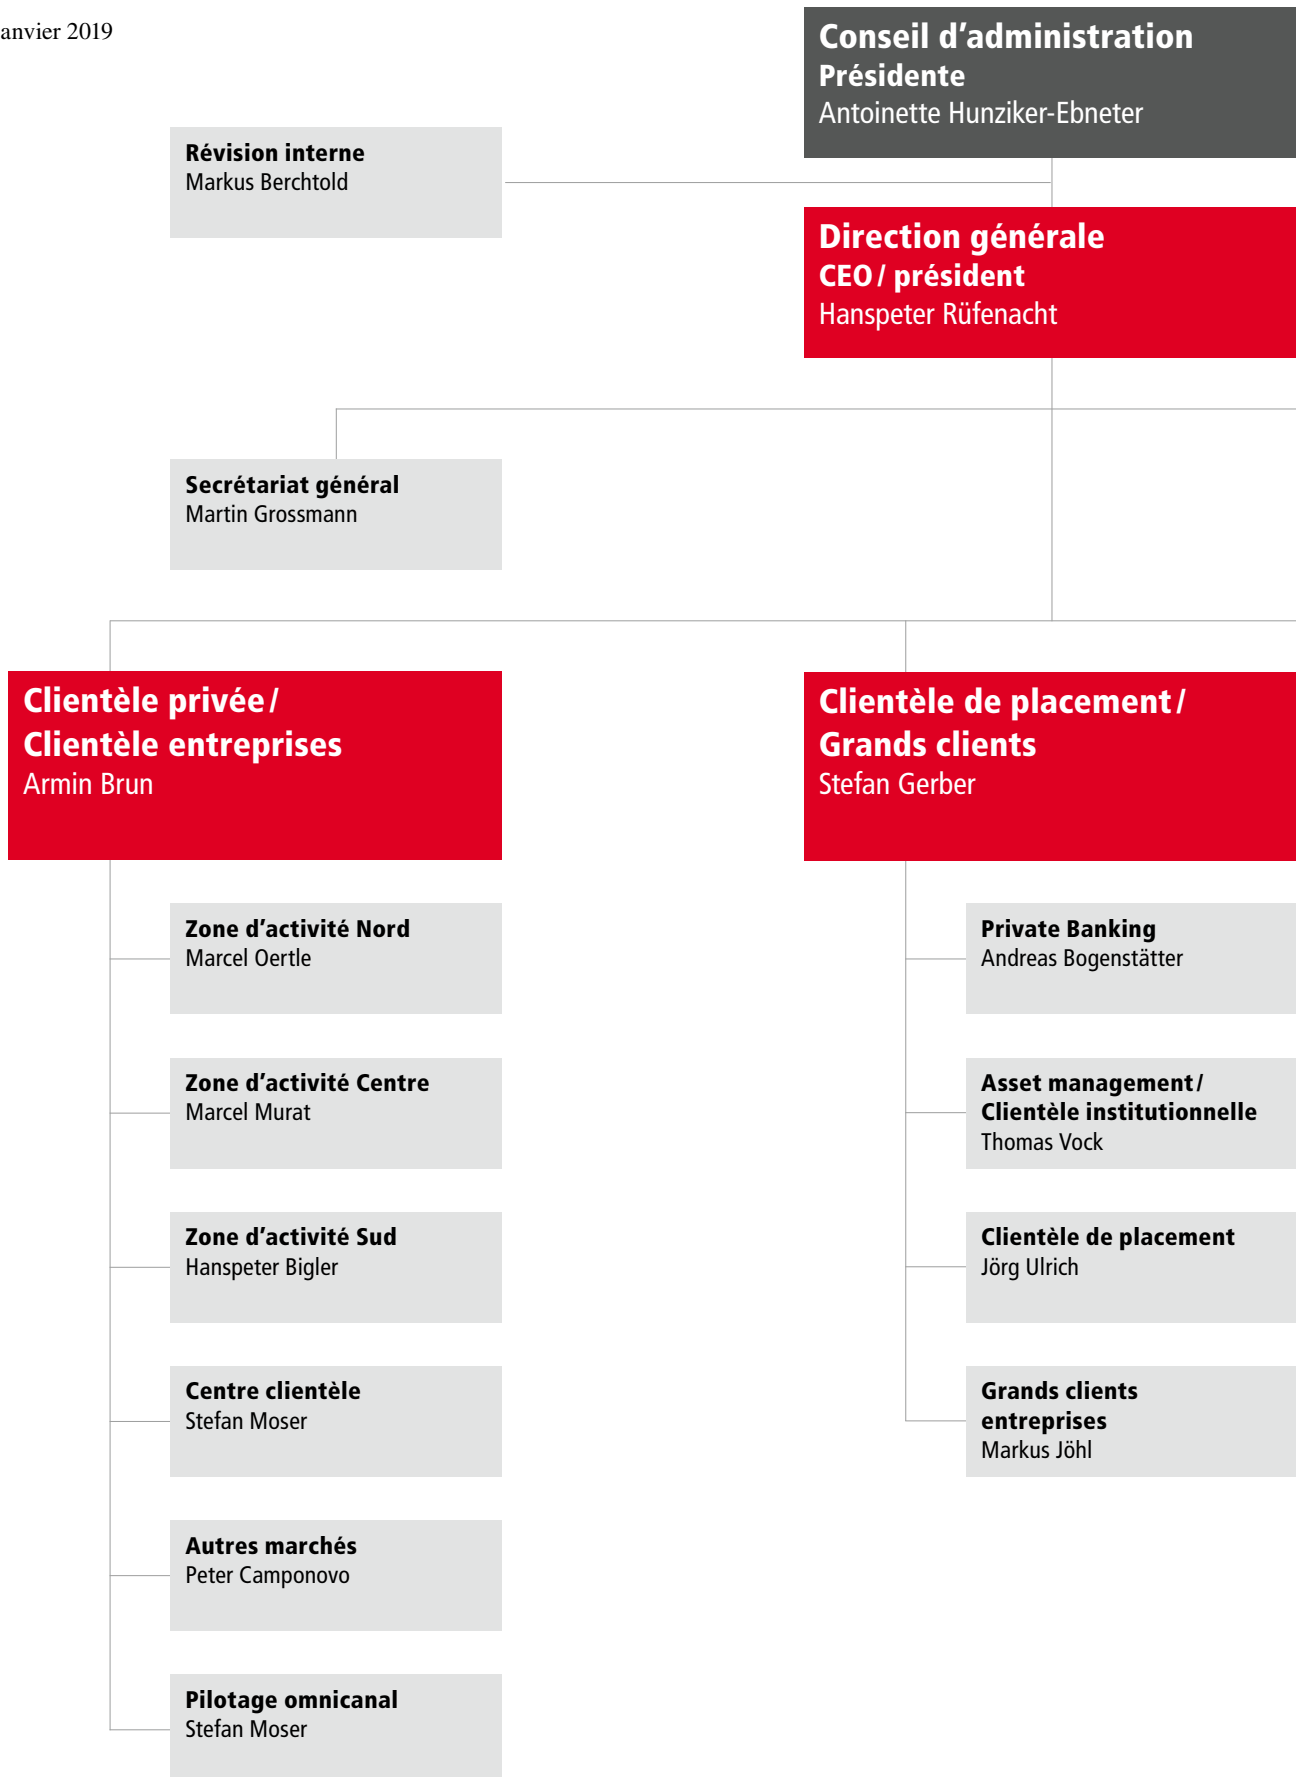 anvier 2019
Conseil d’administration
Présidente
Antoinette Hunziker-Ebneter
Révision interne
Markus Berchtold
Direction générale
CEO / président
Hanspeter Rüfenacht
Secrétariat général
Martin Grossmann
Clientèle privée /
Clientèle entreprises
Armin Brun
Zone d’activité Nord
Marcel Oertle
Zone d’activité Centre
Marcel Murat
Zone d’activité Sud
Hanspeter Bigler
Centre clientèle
Stefan Moser
Autres marchés
Peter Camponovo
Pilotage omnicanal
Stefan Moser
Clientèle de placement /
Grands clients
Stefan Gerber
Private Banking
Andreas Bogenstätter
Asset management /
Clientèle institutionnelle
Thomas Vock
Clientèle de placement
Jörg Ulrich
Grands clients
entreprises
Markus Jöhl